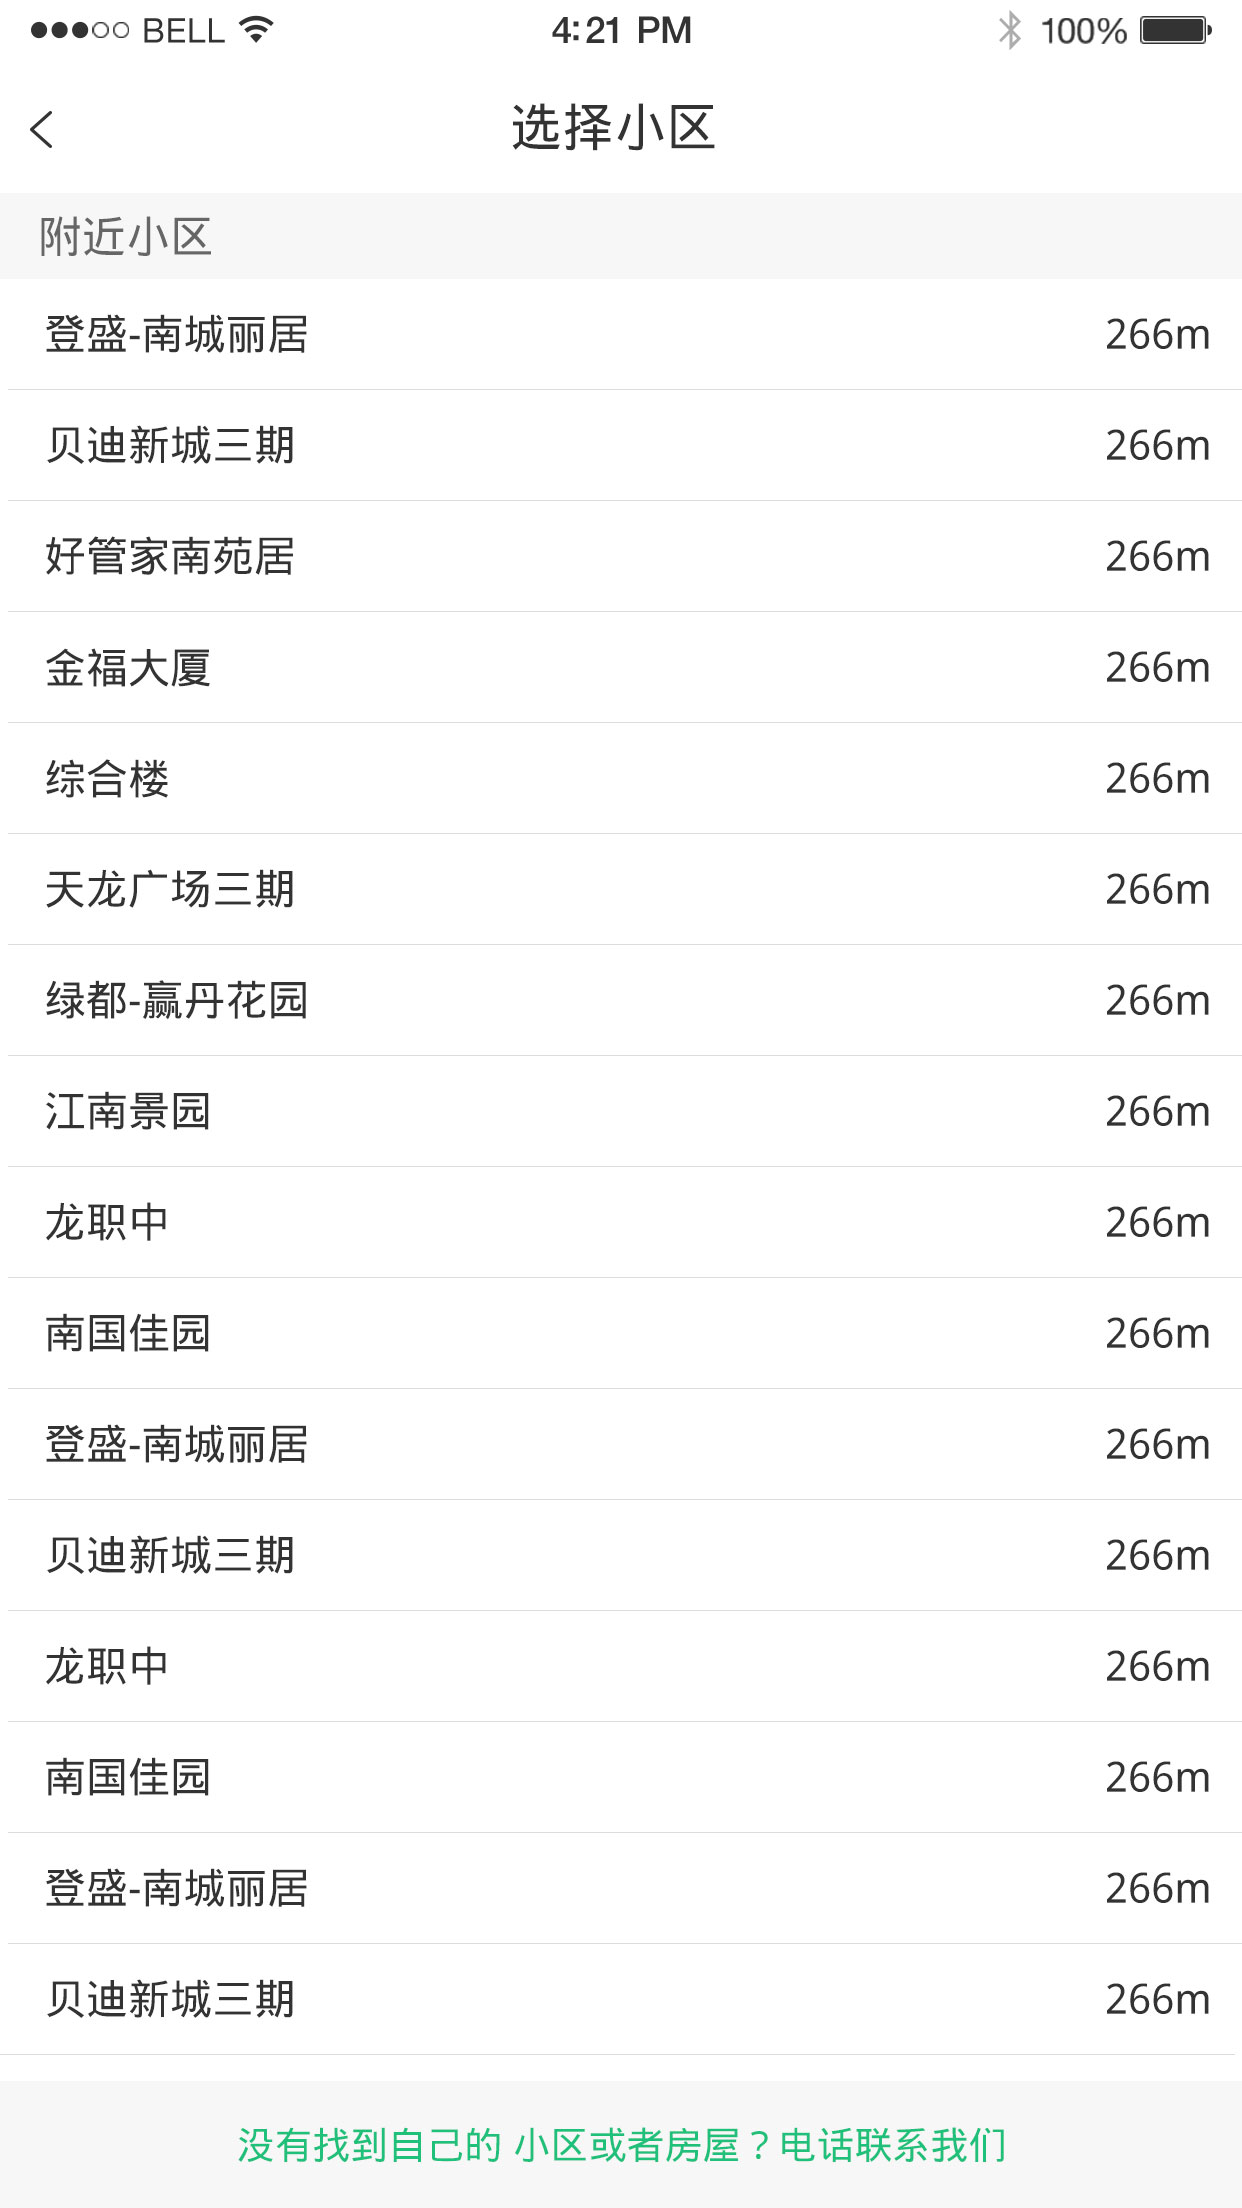 BELL 4:21 PM 100%
选择小区
附近小区
登盛-南城丽居 266m
贝迪新城三期 266m
好管家南苑居 266m
金福大厦 266m
综合楼 266m
天龙广场三期 266m
绿都-赢丹花园 266m
江南景园 266m
龙职中 266m
南国佳园 266m
登盛-南城丽居 266m
贝迪新城三期 266m
龙职中 266m
南国佳园 266m
登盛-南城丽居 266m
贝迪新城三期 266m
没有找到自己的 小区或者房屋？电话联系我们